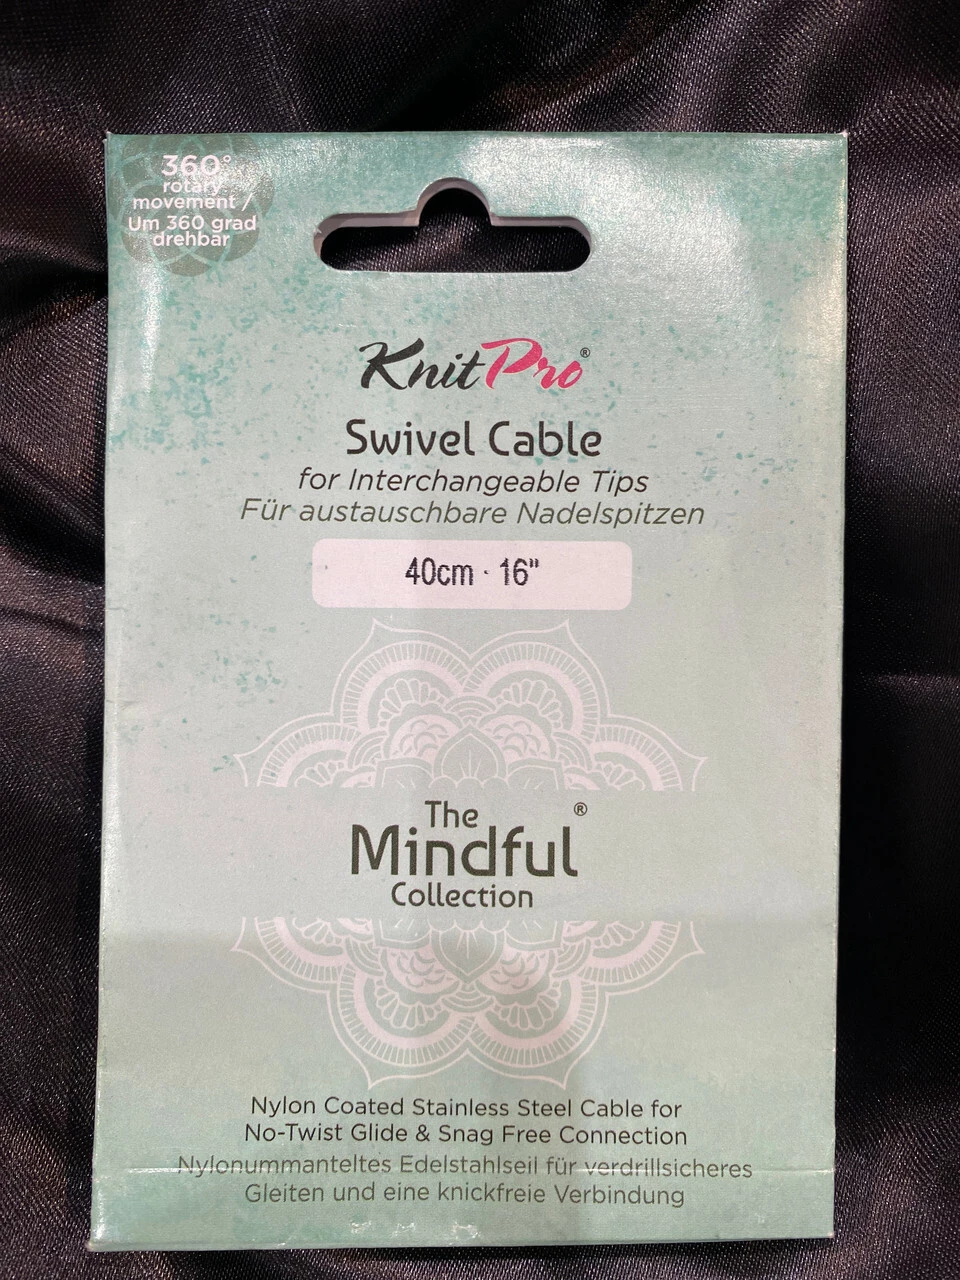 360°
rotary
movement /
Um 360 grad
drehbar
KnitPro®
Swivel Cable
for Interchangeable Tips
Für austauschbare Nadelspitzen
40cm · 16"
The ®
Mindful
Collection
Nylon Coated Stainless Steel Cable for
No-Twist Glide & Snag Free Connection
Nylonummanteltes Edelstahlseil für verdrillsicheres
Gleiten und eine knickfreie Verbindung